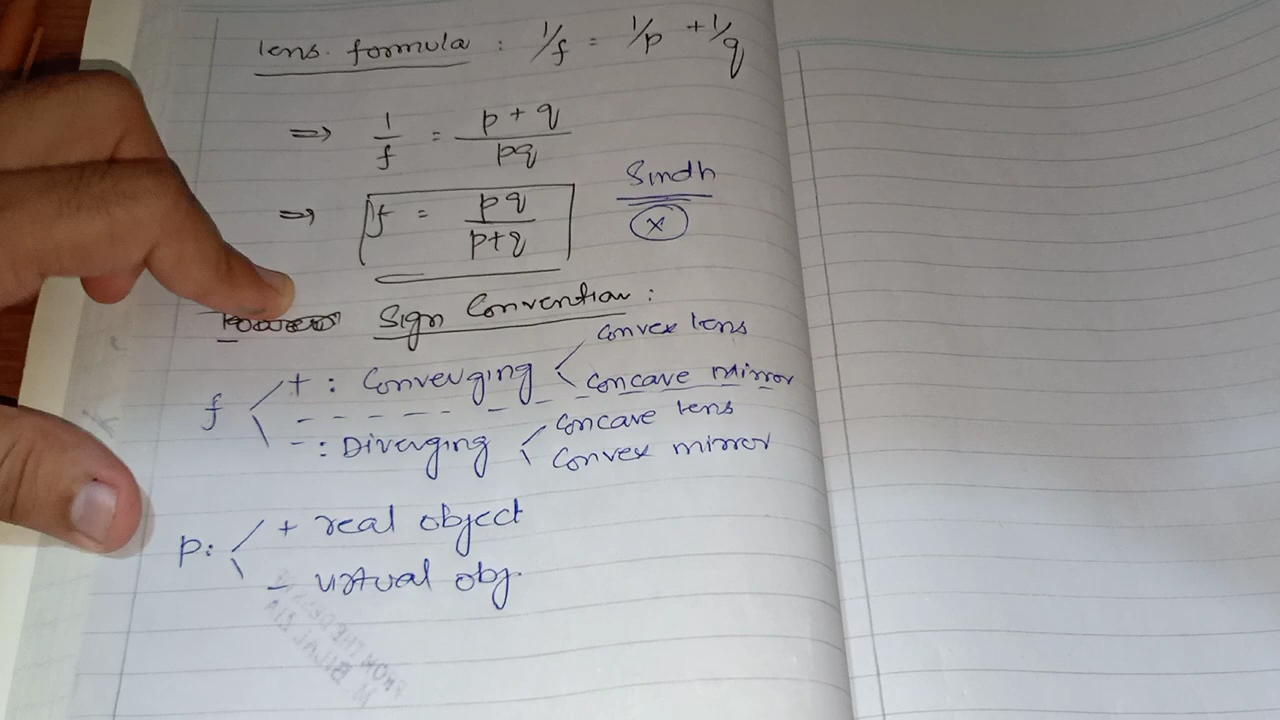 lens. formula : 1/f = 1/p + 1/q
⇒ 1/f = p + q / pq
⇒ f = pq / p+q
Sindh
x
Sign Convention :
f + : Converging convex lens
concave mirror
- : Diverging concave lens
convex mirror
p: + real object
- virtual obj.